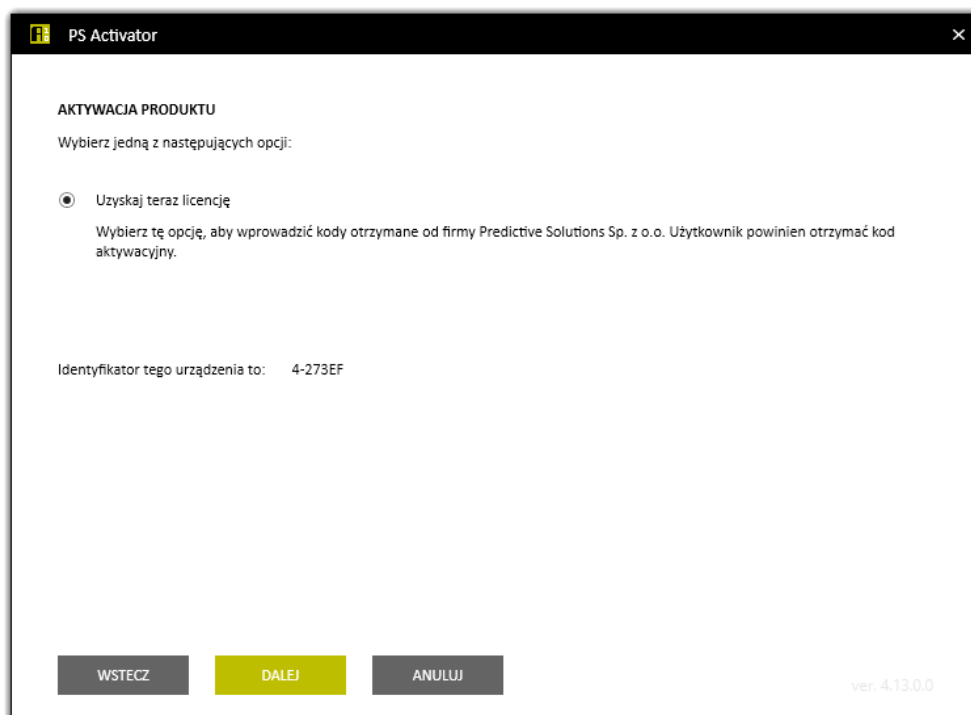 PS Activator
AKTYWACJA PRODUKTU
Wybierz jedną z następujących opcji:
Uzyskaj teraz licencję
Wybierz tę opcję, aby wprowadzić kody otrzymane od firmy Predictive Solutions Sp. z o.o. Użytkownik powinien otrzymać kod
aktywacyjny.
Identyfikator tego urządzenia to: 4-273EF
WSTECZ DALEJ ANULUJ
ver. 4.13.0.0